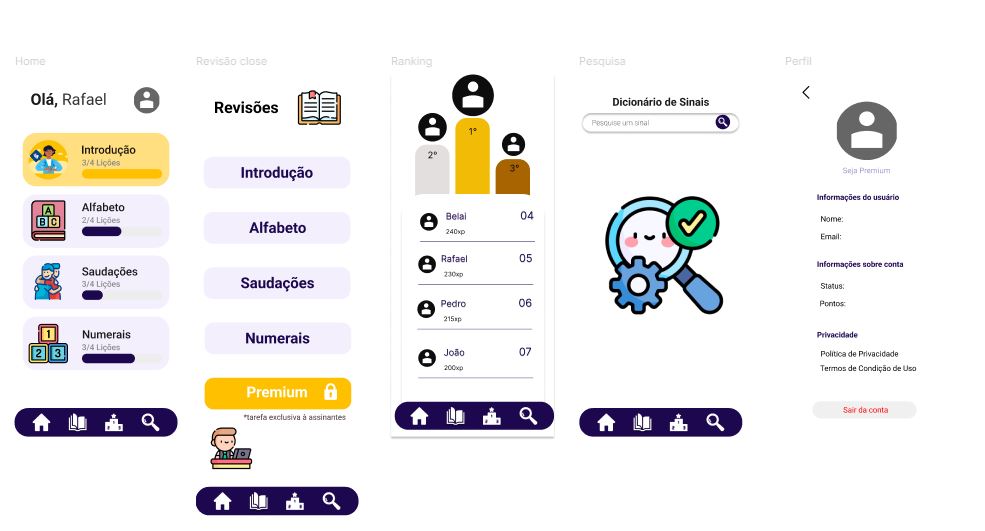 Home
Olá, Rafael
Introdução
3/4 Lições
Alfabeto
2/4 Lições
A
B C
Saudações
3/4 Lições
Numerais
3/4 Lições
1
2 3
Revisão close
Revisões
Introdução
Alfabeto
Saudações
Numerais
Premium
*tarefa exclusiva à assinantes
Ranking
1°
2°
3°
Belai 04
240xp
Rafael 05
230xp
Pedro 06
215xp
João 07
200xp
Pesquisa
Dicionário de Sinais
Pesquise um sinal
Perfil
Seja Premium
Informações do usuário
Nome:
Email:
Informações sobre conta
Status:
Pontos:
Privacidade
Política de Privacidade
Termos de Condição de Uso
Sair da conta